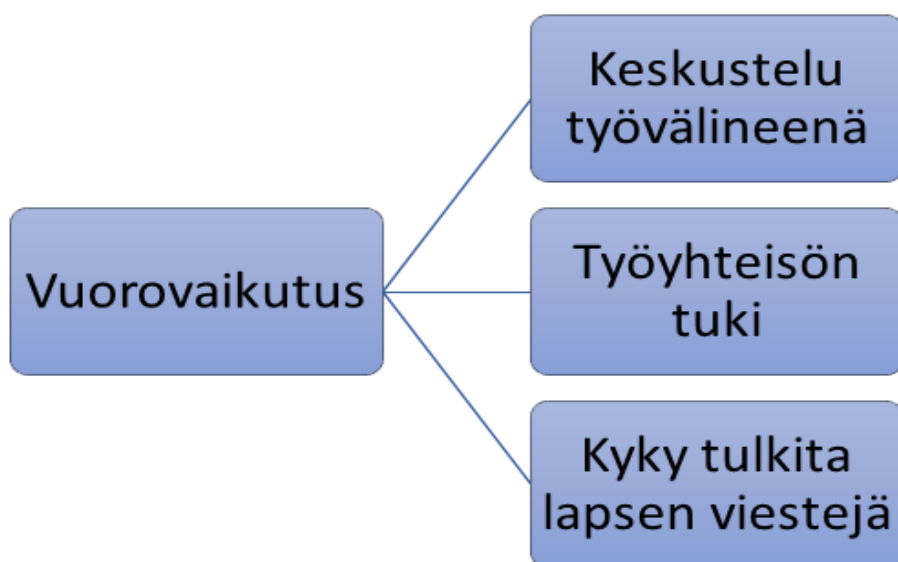 Vuorovaikutus
Keskustelu
työvälineenä
Työyhteisön
tuki
Kyky tulkita
lapsen viestejä